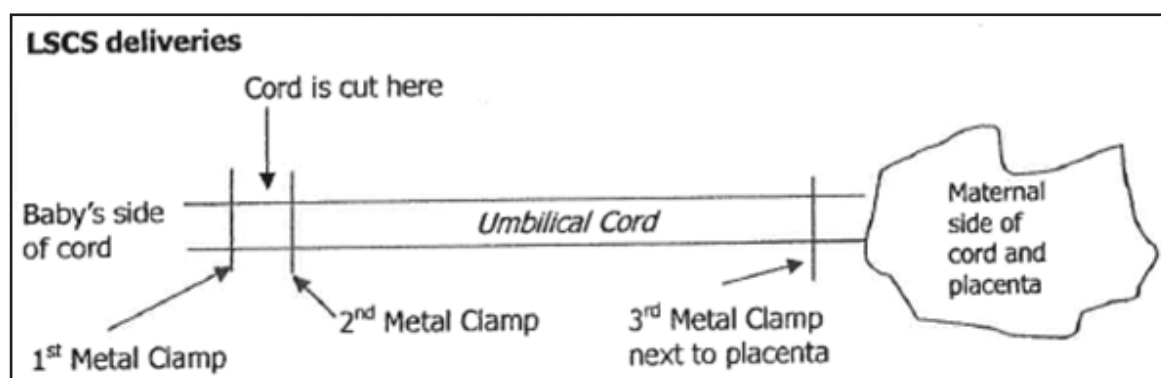 LSCS deliveries
Cord is cut here
Baby's side
of cord
Umbilical Cord
Maternal
side of
cord and
placenta
1st Metal Clamp
2nd Metal Clamp
3rd Metal Clamp
next to placenta